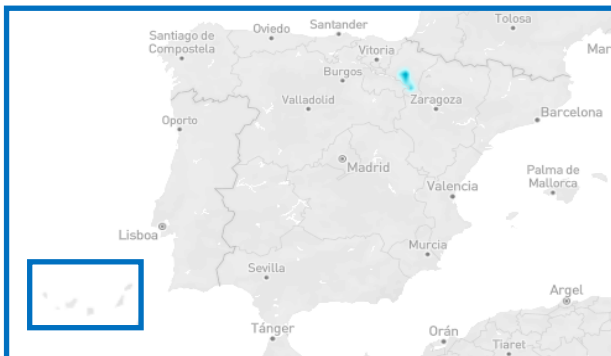 Oviedo
Santander
Tolosa
Santiago de
Compostela
Vitoria
Burgos
Valladolid
Zaragoza
Barcelona
Oporto
Madrid
Palma de
Mallorca
Valencia
Lisboa
Murcia
Sevilla
Argel
Tánger
Orán
Tiaret